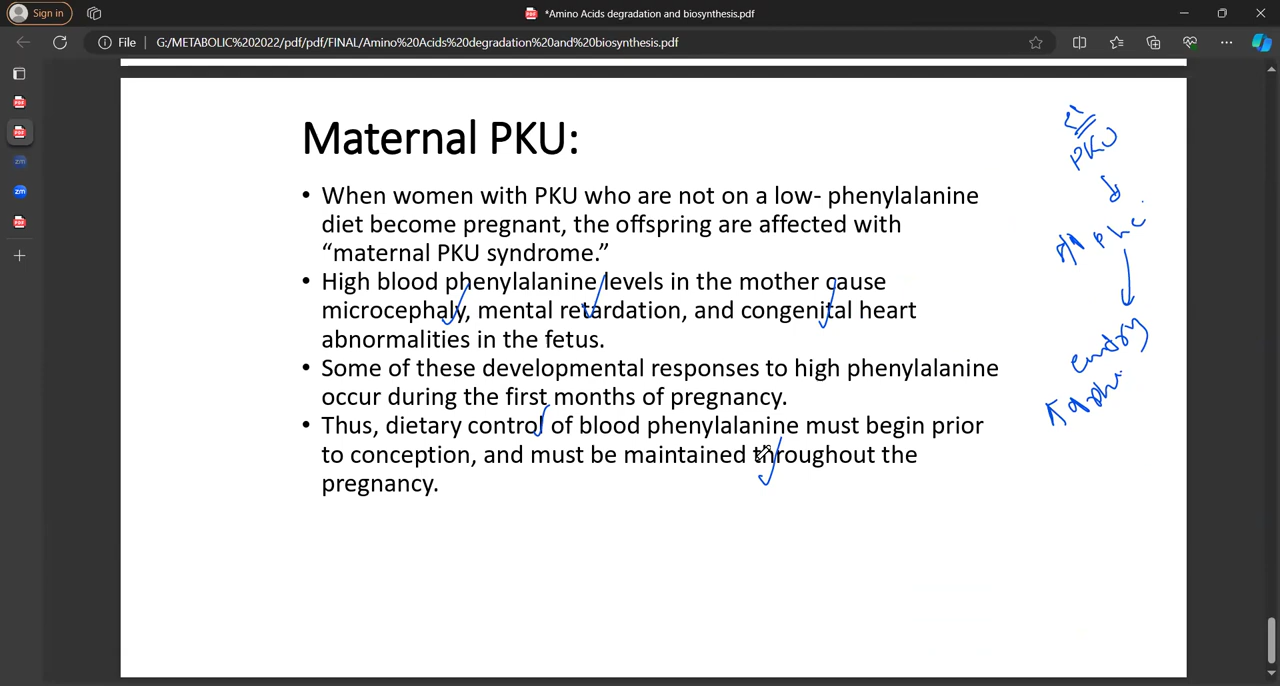 Sign in
*Amino Acids degradation and biosynthesis.pdf
File
G:/METABOLIC%202022/pdf/pdf/FINAL/Amino%20Acids%20degradation%20and%20biosynthesis.pdf
Maternal PKU:
• When women with PKU who are not on a low- phenylalanine
diet become pregnant, the offspring are affected with
“maternal PKU syndrome.”
• High blood phenylalanine levels in the mother cause
microcephaly, mental retardation, and congenital heart
abnormalities in the fetus.
• Some of these developmental responses to high phenylalanine
occur during the first months of pregnancy.
• Thus, dietary control of blood phenylalanine must begin prior
to conception, and must be maintained throughout the
pregnancy.
PKU